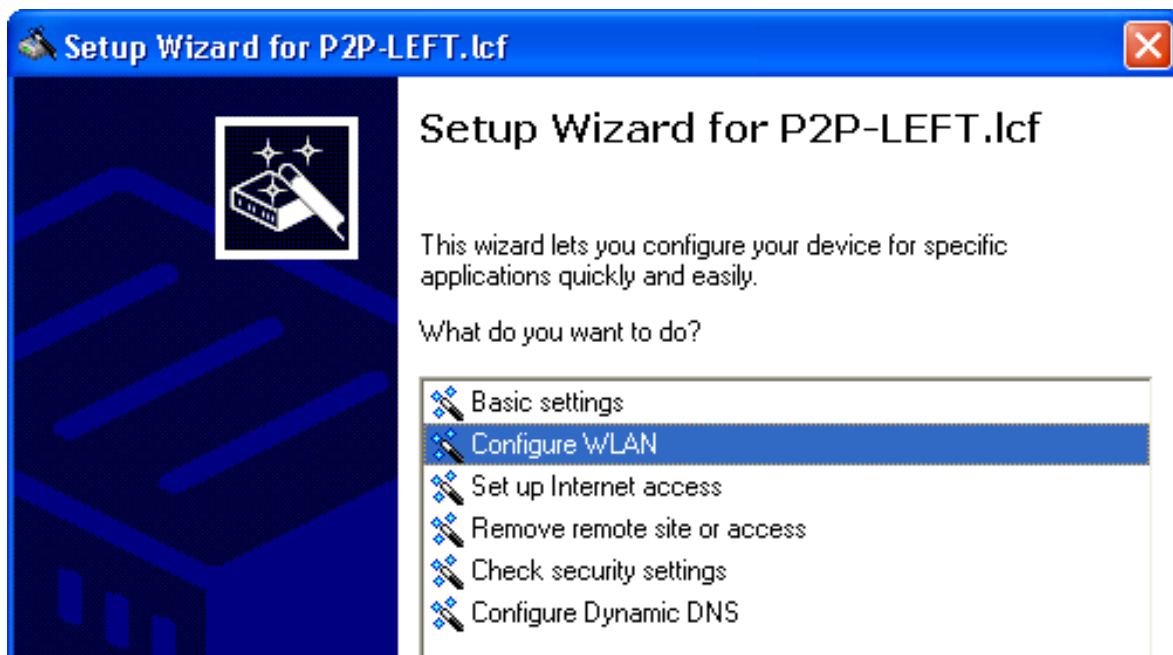 Setup Wizard for P2P-LEFT.lcf
Setup Wizard for P2P-LEFT.lcf
This wizard lets you configure your device for specific
applications quickly and easily.
What do you want to do?
Basic settings
Configure WLAN
Set up Internet access
Remove remote site or access
Check security settings
Configure Dynamic DNS